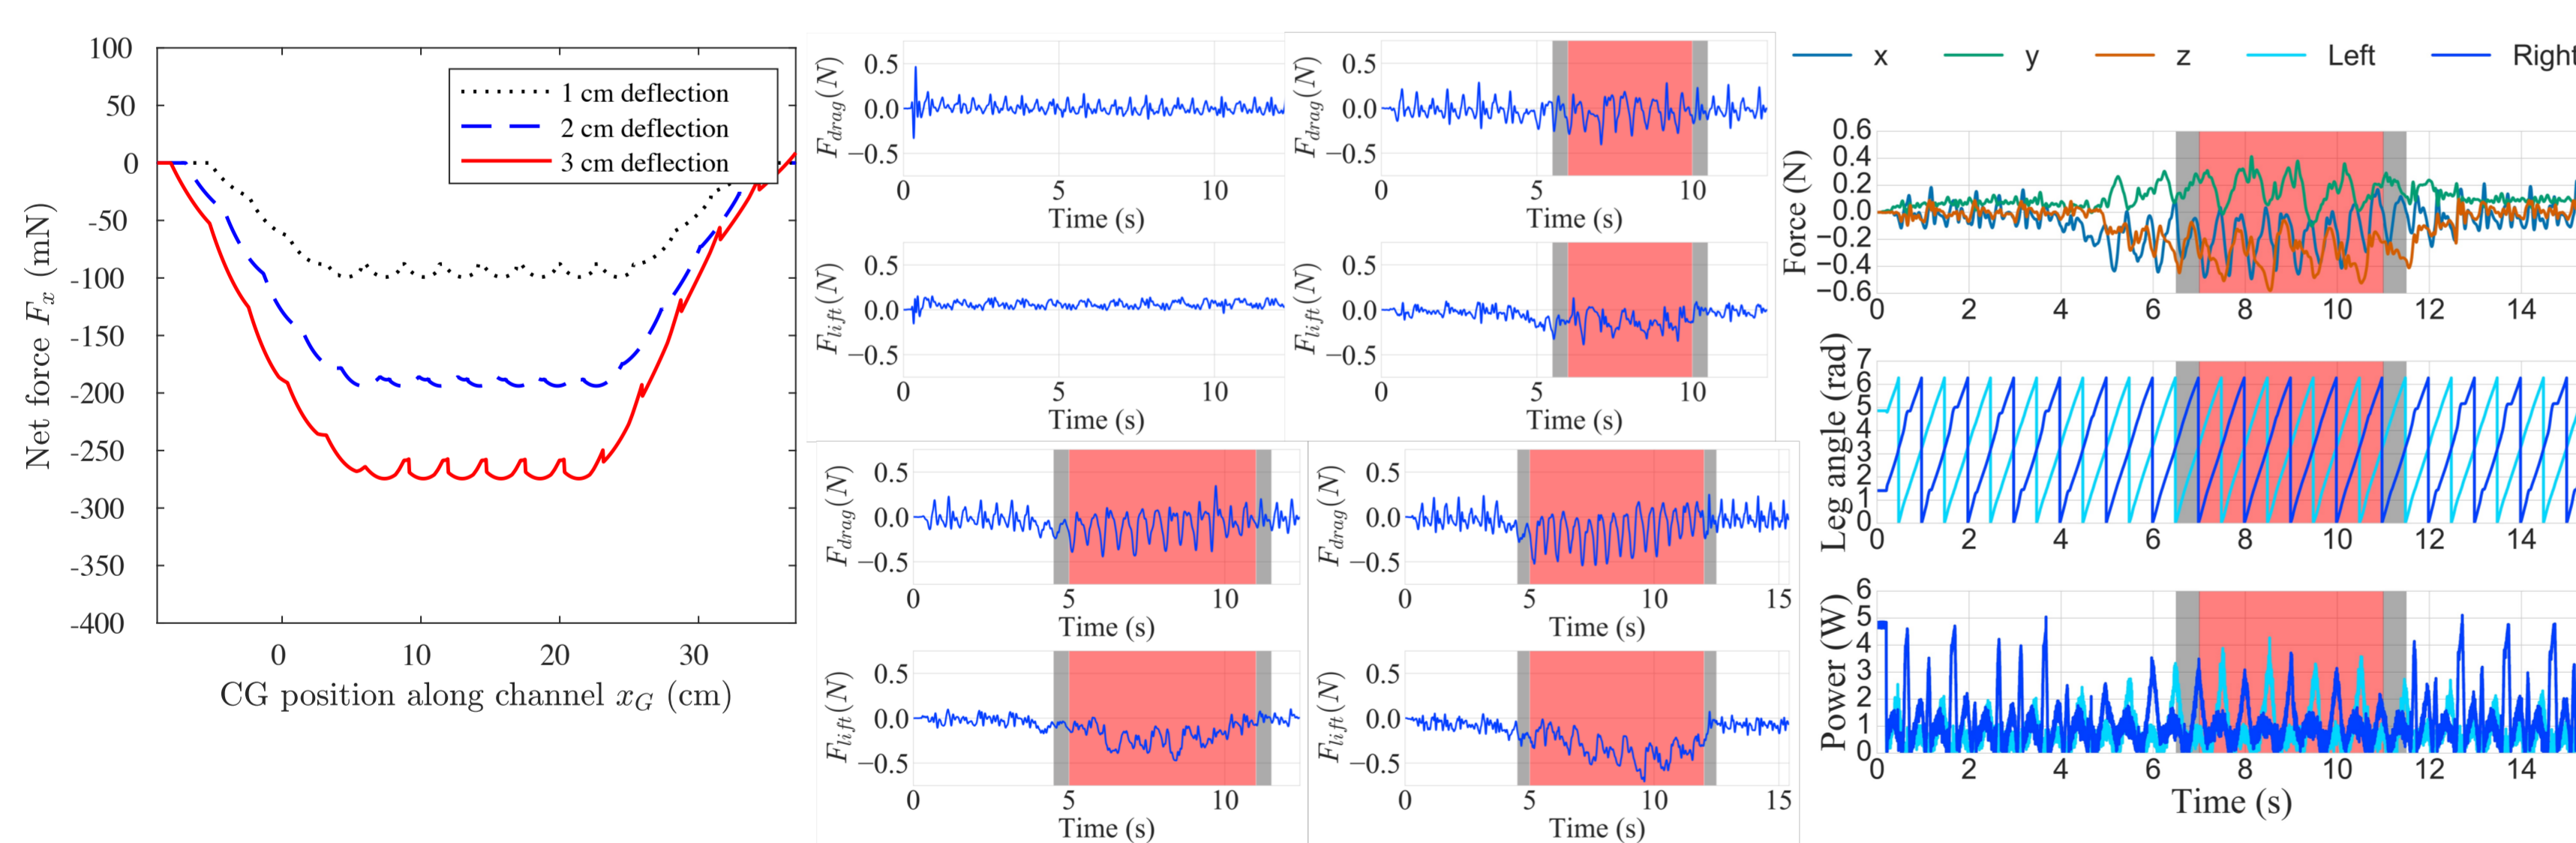 100
50
0
-50
-100
-150
-200
-250
-300
-350
-400
Net force F_x (mN)
1 cm deflection
2 cm deflection
3 cm deflection
0 10 20 30
CG position along channel x_G (cm)
F_drag(N)
0.5
0.0
−0.5
0 5 10
Time (s)
F_lift(N)
0.5
0.0
−0.5
0 5 10
Time (s)
F_drag(N)
0.5
0.0
−0.5
0 5 10
Time (s)
F_lift(N)
0.5
0.0
−0.5
0 5 10
Time (s)
F_drag(N)
0.5
0.0
−0.5
0 5 10
Time (s)
F_lift(N)
0.5
0.0
−0.5
0 5 10
Time (s)
F_drag(N)
0.5
0.0
−0.5
0 5 10 15
Time (s)
F_lift(N)
0.5
0.0
−0.5
0 5 10 15
Time (s)
x y z Left Right
Force (N)
0.6
0.4
0.2
0.0
−0.2
−0.4
−0.6
0 2 4 6 8 10 12 14
Leg angle (rad)
7
6
5
4
3
2
1
0
0 2 4 6 8 10 12 14
Power (W)
6
5
4
3
2
1
0
0 2 4 6 8 10 12 14
Time (s)